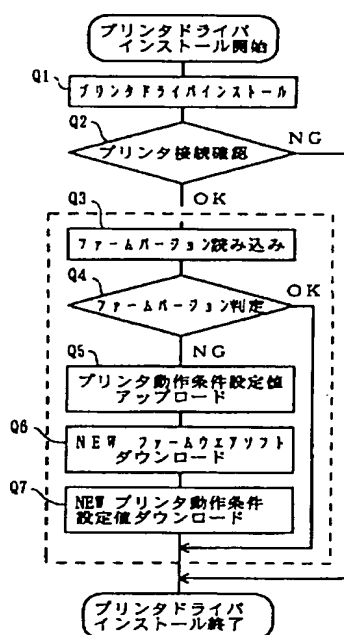 プリンタドライバ
インストール開始
Q1
プリンタドライバインストール
Q2
NG
プリンタ接続確認
OK
Q3
ファームバージョン読み込み
Q4
OK
ファームバージョン判定
NG
Q5
プリンタ動作条件設定値
アップロード
Q6
NEW ファームウエアソフト
ダウンロード
Q7
NEW プリンタ動作条件
設定値ダウンロード
プリンタドライバ
インストール終了